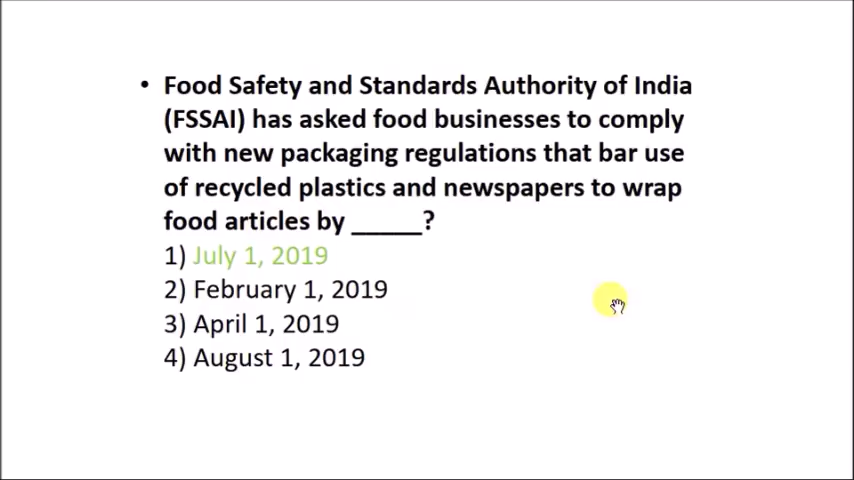 • Food Safety and Standards Authority of India
(FSSAI) has asked food businesses to comply
with new packaging regulations that bar use
of recycled plastics and newspapers to wrap
food articles by _____?
1) July 1, 2019
2) February 1, 2019
3) April 1, 2019
4) August 1, 2019